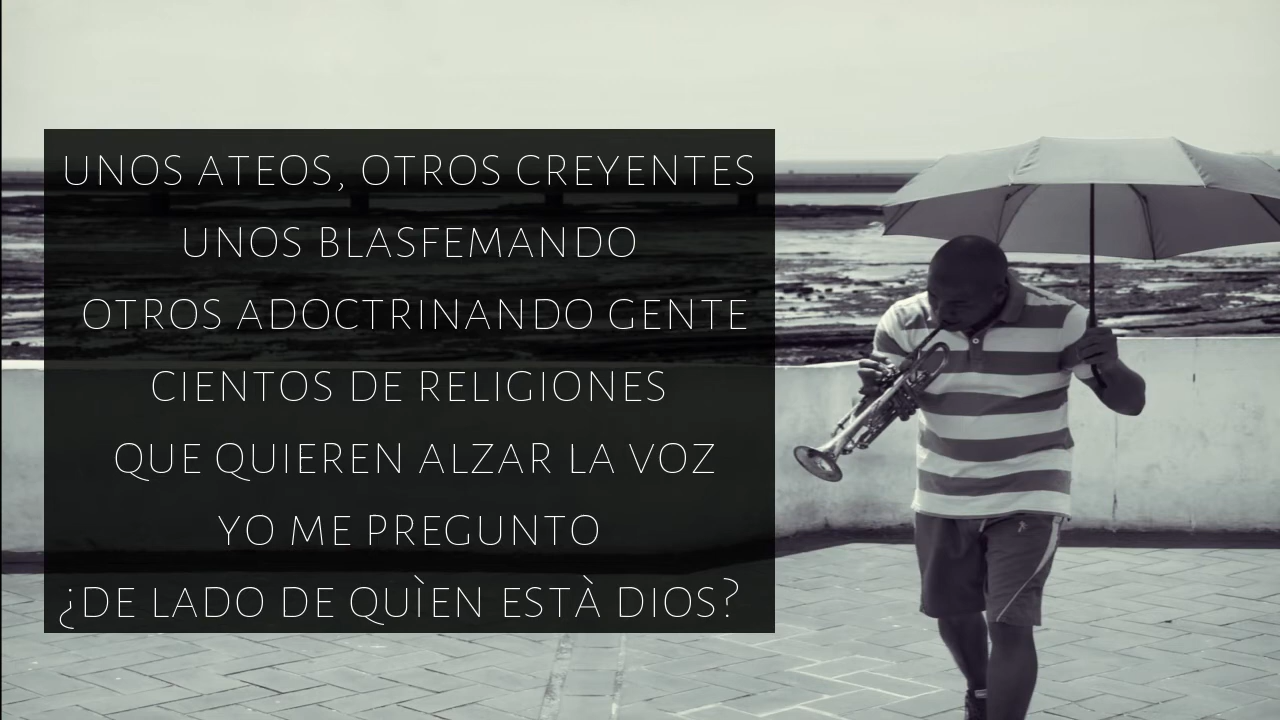 UNOS ATEOS, OTROS CREYENTES
UNOS BLASFEMANDO
OTROS ADOCTRINANDO GENTE
CIENTOS DE RELIGIONES
QUE QUIEREN ALZAR LA VOZ
YO ME PREGUNTO
¿DE LADO DE QUÌEN ESTÀ DIOS?